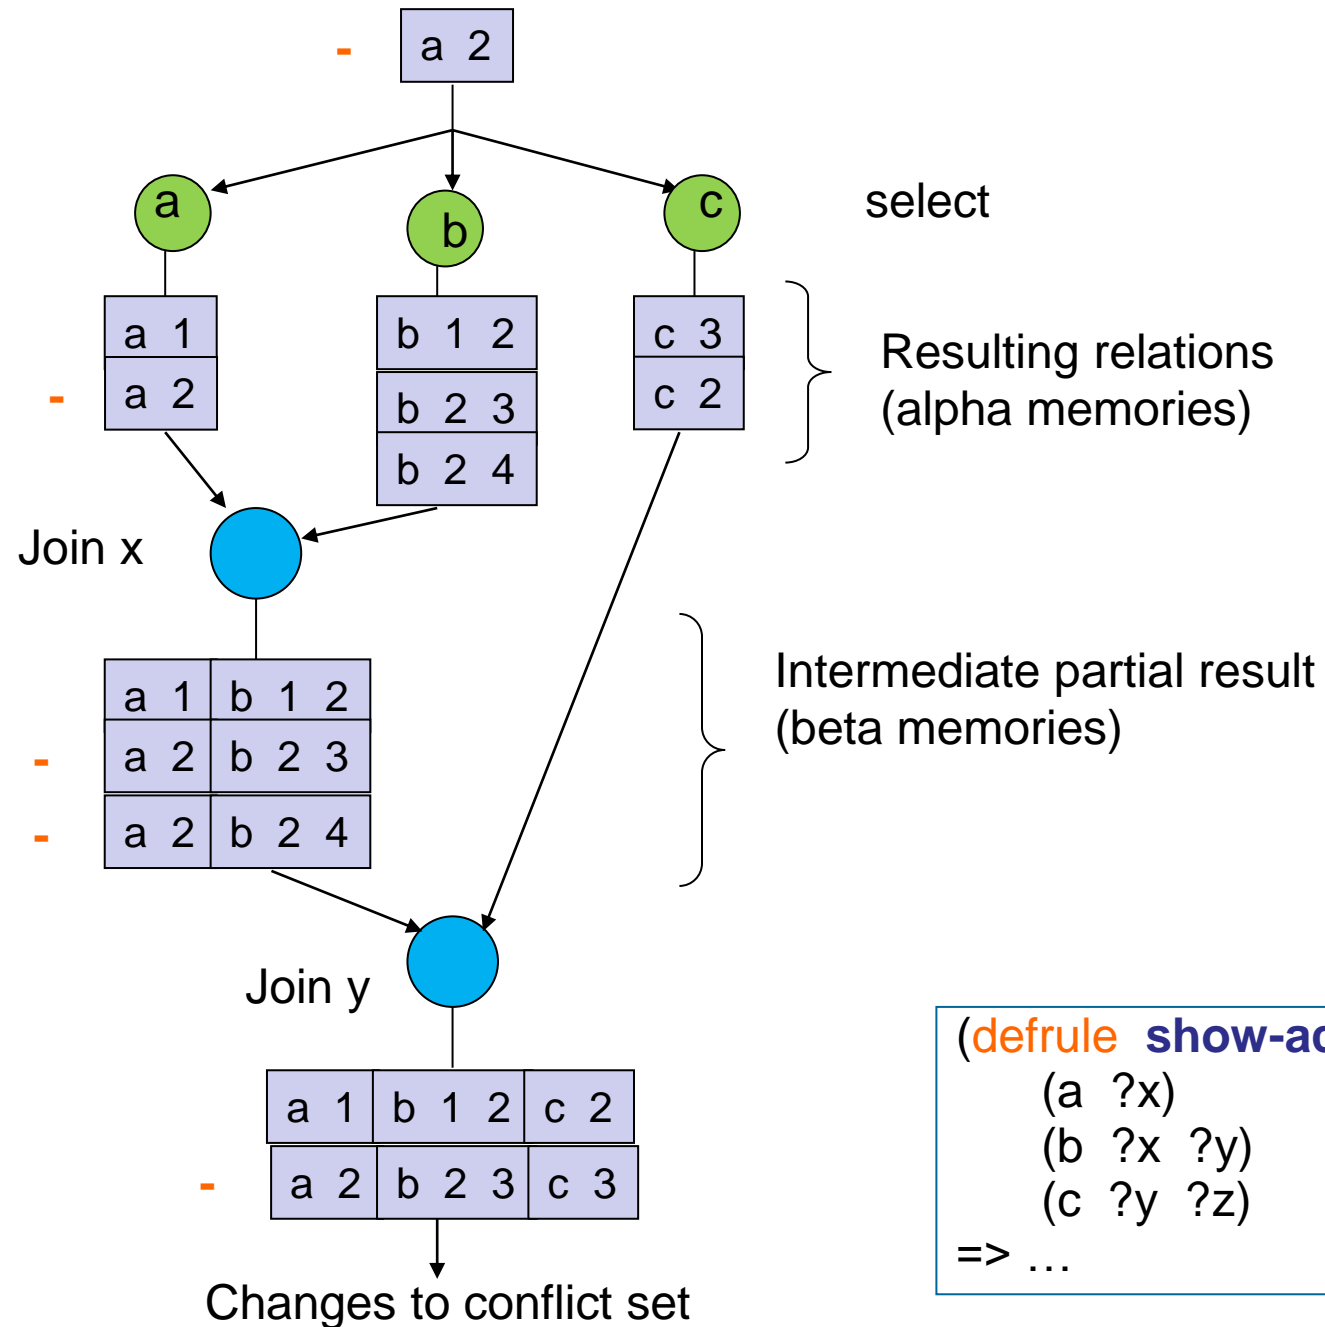 - a 2
a b c select
a 1
- a 2
b 1 2
b 2 3
b 2 4
c 3
c 2
Resulting relations
(alpha memories)
Join x
a 1 b 1 2
- a 2 b 2 3
- a 2 b 2 4
Intermediate partial result
(beta memories)
Join y
a 1 b 1 2 c 2
- a 2 b 2 3 c 3
Changes to conflict set
(defrule show-ac
(a ?x)
(b ?x ?y)
(c ?y ?z)
=> …